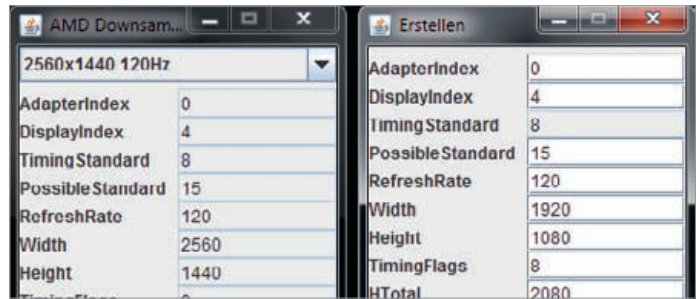 AMD Downsam...
2560x1440 120Hz
AdapterIndex 0
DisplayIndex 4
TimingStandard 8
PossibleStandard 15
RefreshRate 120
Width 2560
Height 1440
Erstellen
AdapterIndex 0
DisplayIndex 4
TimingStandard 8
PossibleStandard 15
RefreshRate 120
Width 1920
Height 1080
TimingFlags 8
HTotal 2080